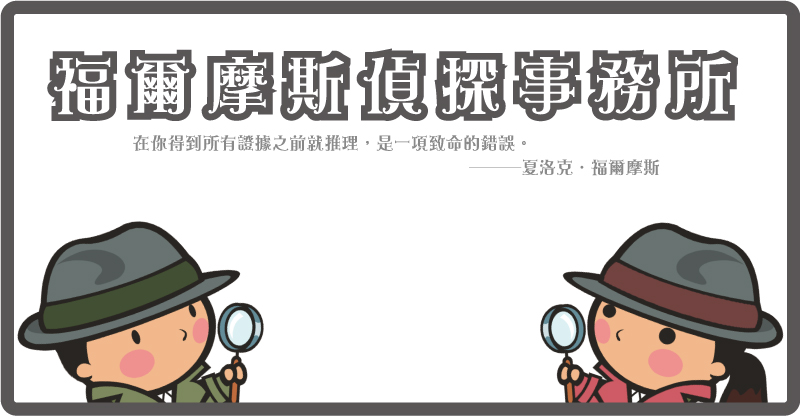 福爾摩斯偵探事務所
在你得到所有證據之前就推理，是一項致命的錯誤。
———夏洛克·福爾摩斯